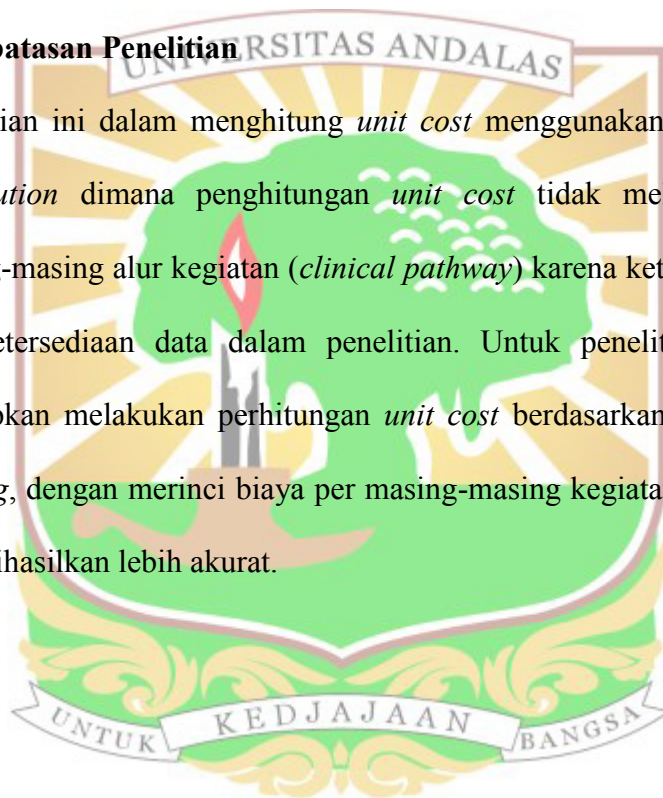 batasan Penelitian
UNIVERSITAS ANDALAS
ian ini dalam menghitung unit cost menggunakan
ution dimana penghitungan unit cost tidak me
g-masing alur kegiatan (clinical pathway) karena ket
etersediaan data dalam penelitian. Untuk penelit
okan melakukan perhitungan unit cost berdasarkan
g, dengan merinci biaya per masing-masing kegiata
ihasilkan lebih akurat.
UNTUK KEDJAJAAN BANGSA